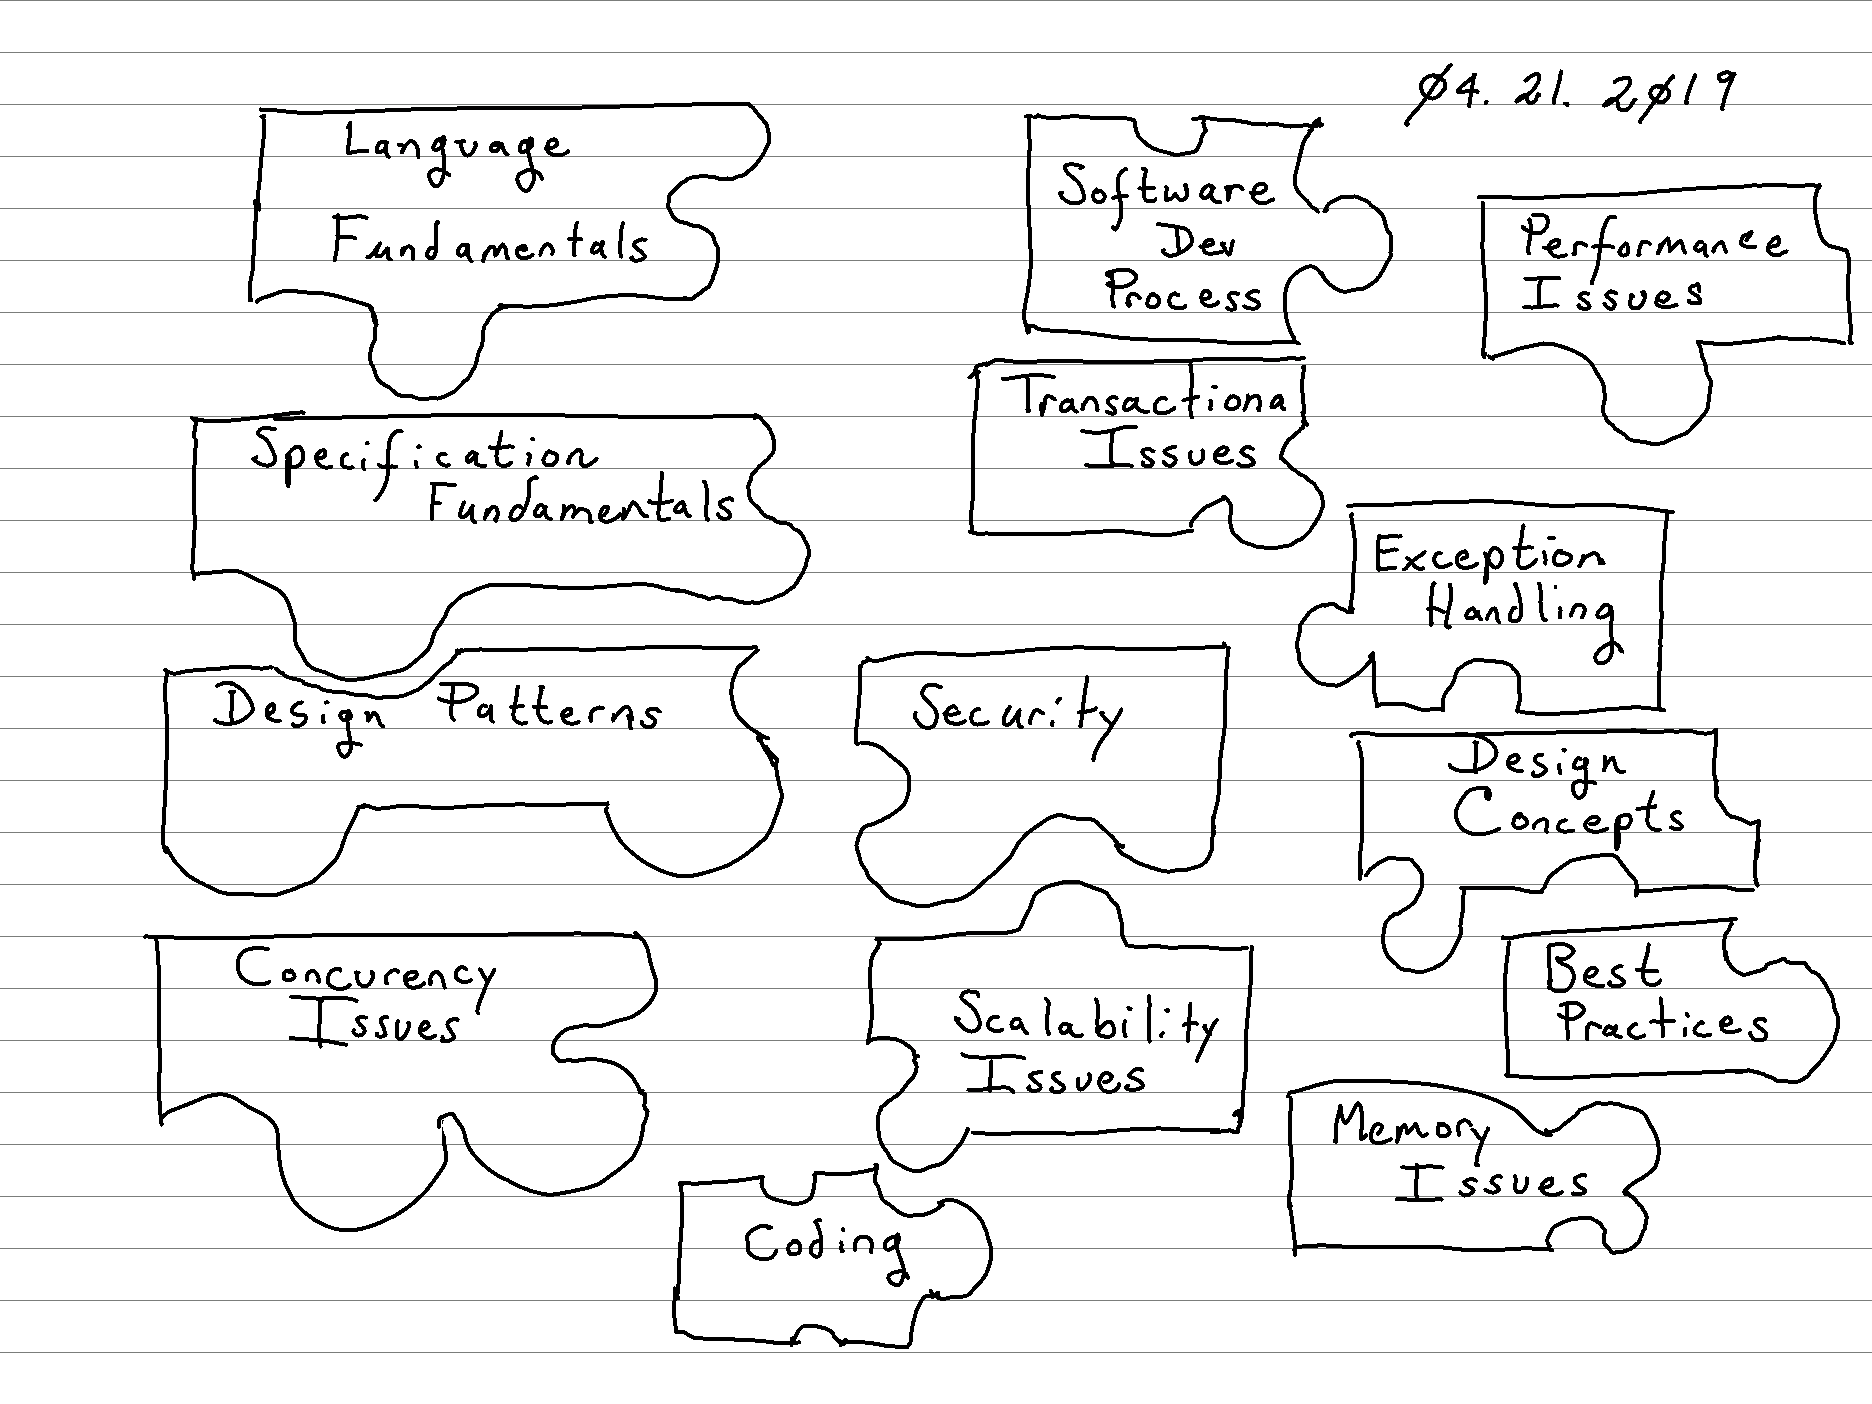 04. 21. 2019
Language
Fundamentals
Software
Dev
Process
Performance
Issues
Transactiona
Issues
Specification
Fundamentals
Exception
Handling
Design Patterns
Security
Design
Concepts
Concurency
Issues
Scalability
Issues
Best
Practices
Memory
Issues
Coding